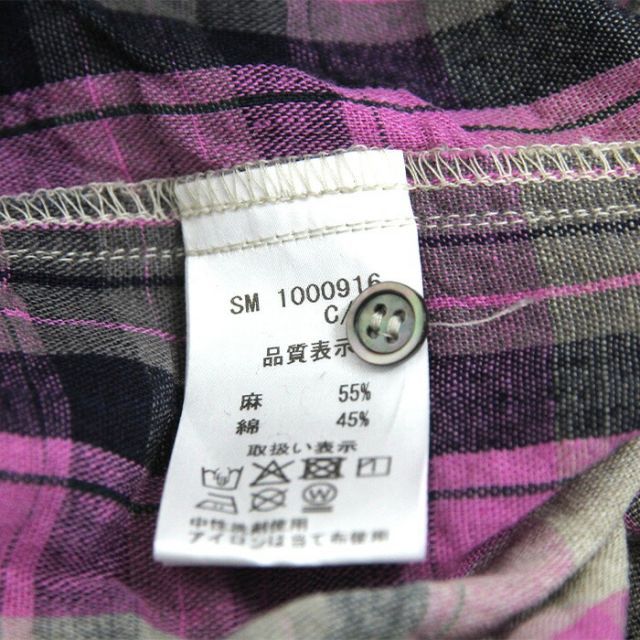 SM 1000916
C/
品質表示
麻 55%
綿 45%
取扱い表示
中性洗剤使用
アイロンは当て布使用